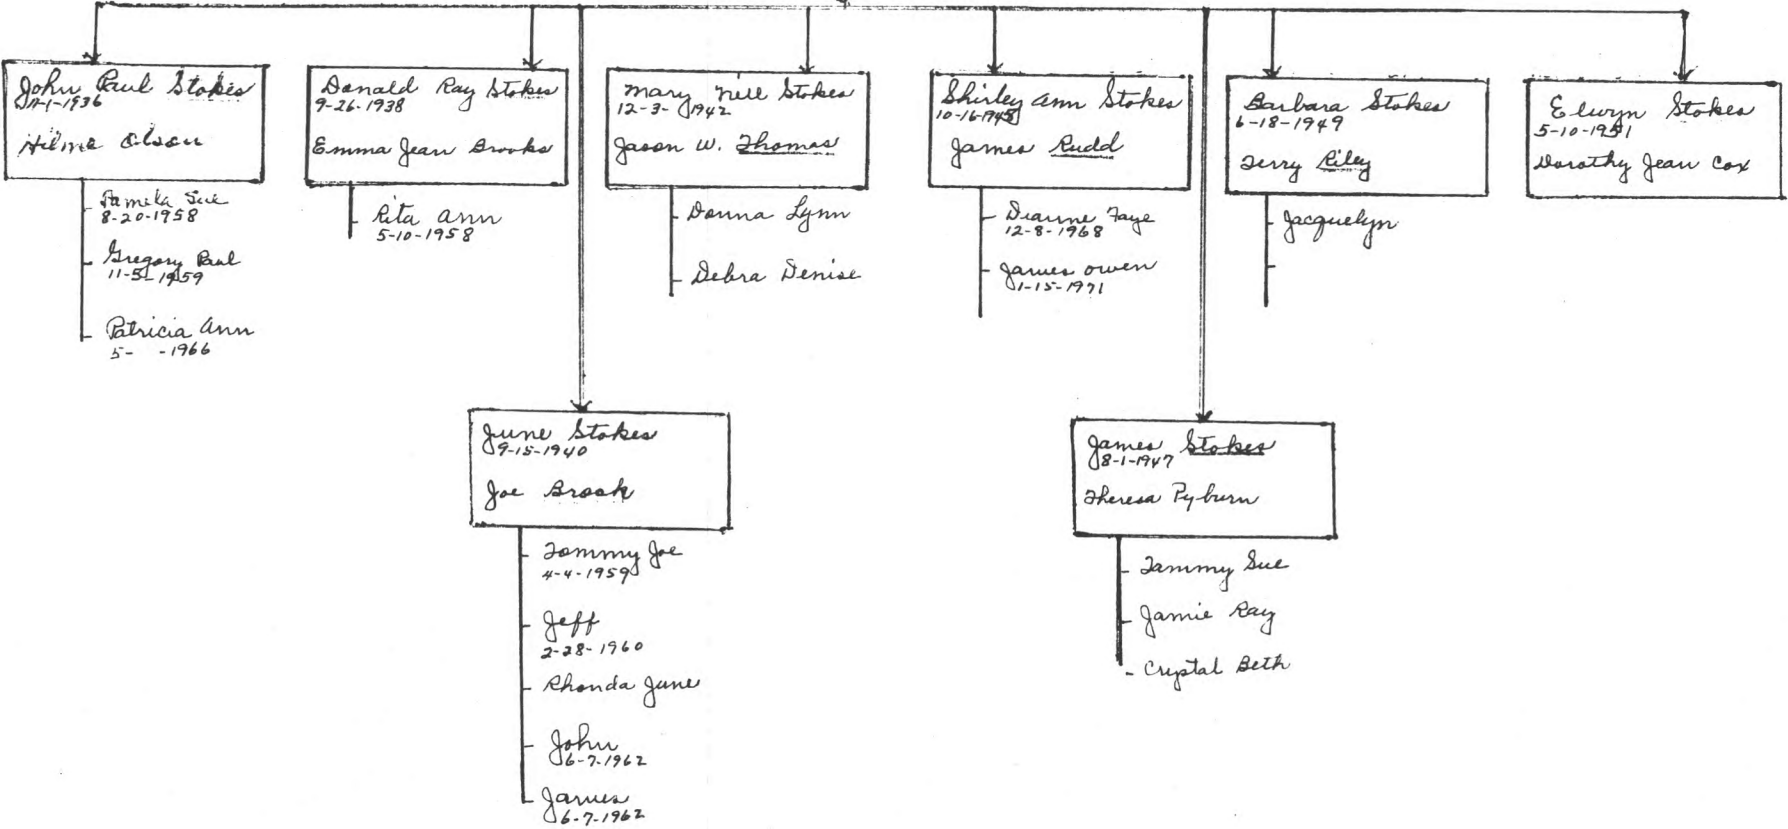 John Paul Stokes
11-1-1936
Hilma Olson
Pamela Sue
8-20-1958
Gregory Paul
11-5-1959
Patricia Ann
5- -1966
Donald Ray Stokes
9-26-1938
Emma Jean Brooks
Rita Ann
5-10-1958
June Stokes
9-15-1940
Joe Brook
Tommy Joe
4-4-1959
Jeff
2-28-1960
Rhonda June
John
6-7-1962
James
6-7-1962
Mary Nell Stokes
12-3-1942
Jason W. Thomas
Donna Lynn
Debra Denise
Shirley Ann Stokes
10-16-1945
James Rudd
Dianne Faye
12-8-1968
James Owen
1-15-1971
James Stokes
8-1-1947
Theresa Pyburn
Tammy Sue
Jamie Ray
Crystal Beth
Barbara Stokes
6-18-1949
Terry Riley
Jacquelyn
Elwyn Stokes
5-10-1951
Dorothy Jean Cox